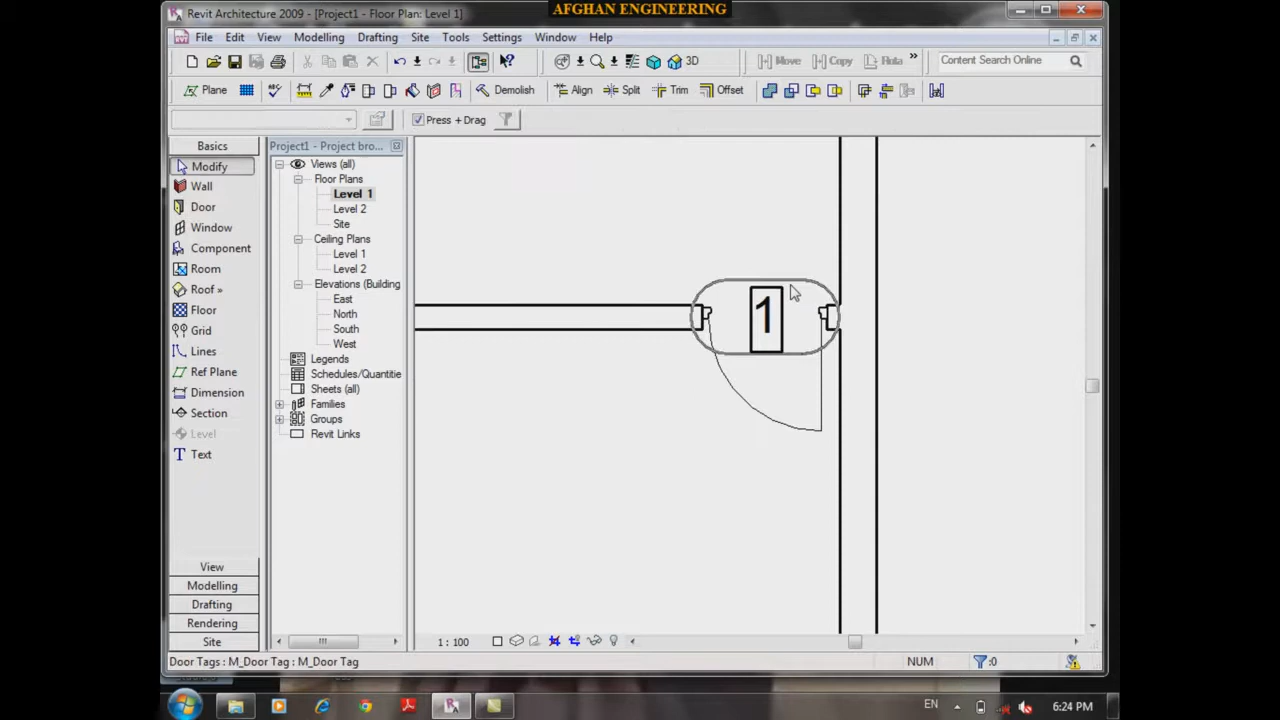 AFGHAN ENGINEERING
Revit Architecture 2009 - [Project1 - Floor Plan: Level 1]
File Edit View Modelling Drafting Site Tools Settings Window Help
3D Move Copy Rota » Content Search Online
Plane Demolish Align Split Trim Offset
Press + Drag
Basics
Modify
Wall
Door
Window
Component
Room
Roof »
Floor
Grid
Lines
Ref Plane
Dimension
Section
Level
Text
View
Modelling
Drafting
Rendering
Site
Project1 - Project bro...
Views (all)
Floor Plans
Level 1
Level 2
Site
Ceiling Plans
Level 1
Level 2
Elevations (Building
East
North
South
West
Legends
Schedules/Quantitie
Sheets (all)
Families
Groups
Revit Links
1
1 : 100
Door Tags : M_Door Tag : M_Door Tag NUM :0
EN 6:24 PM